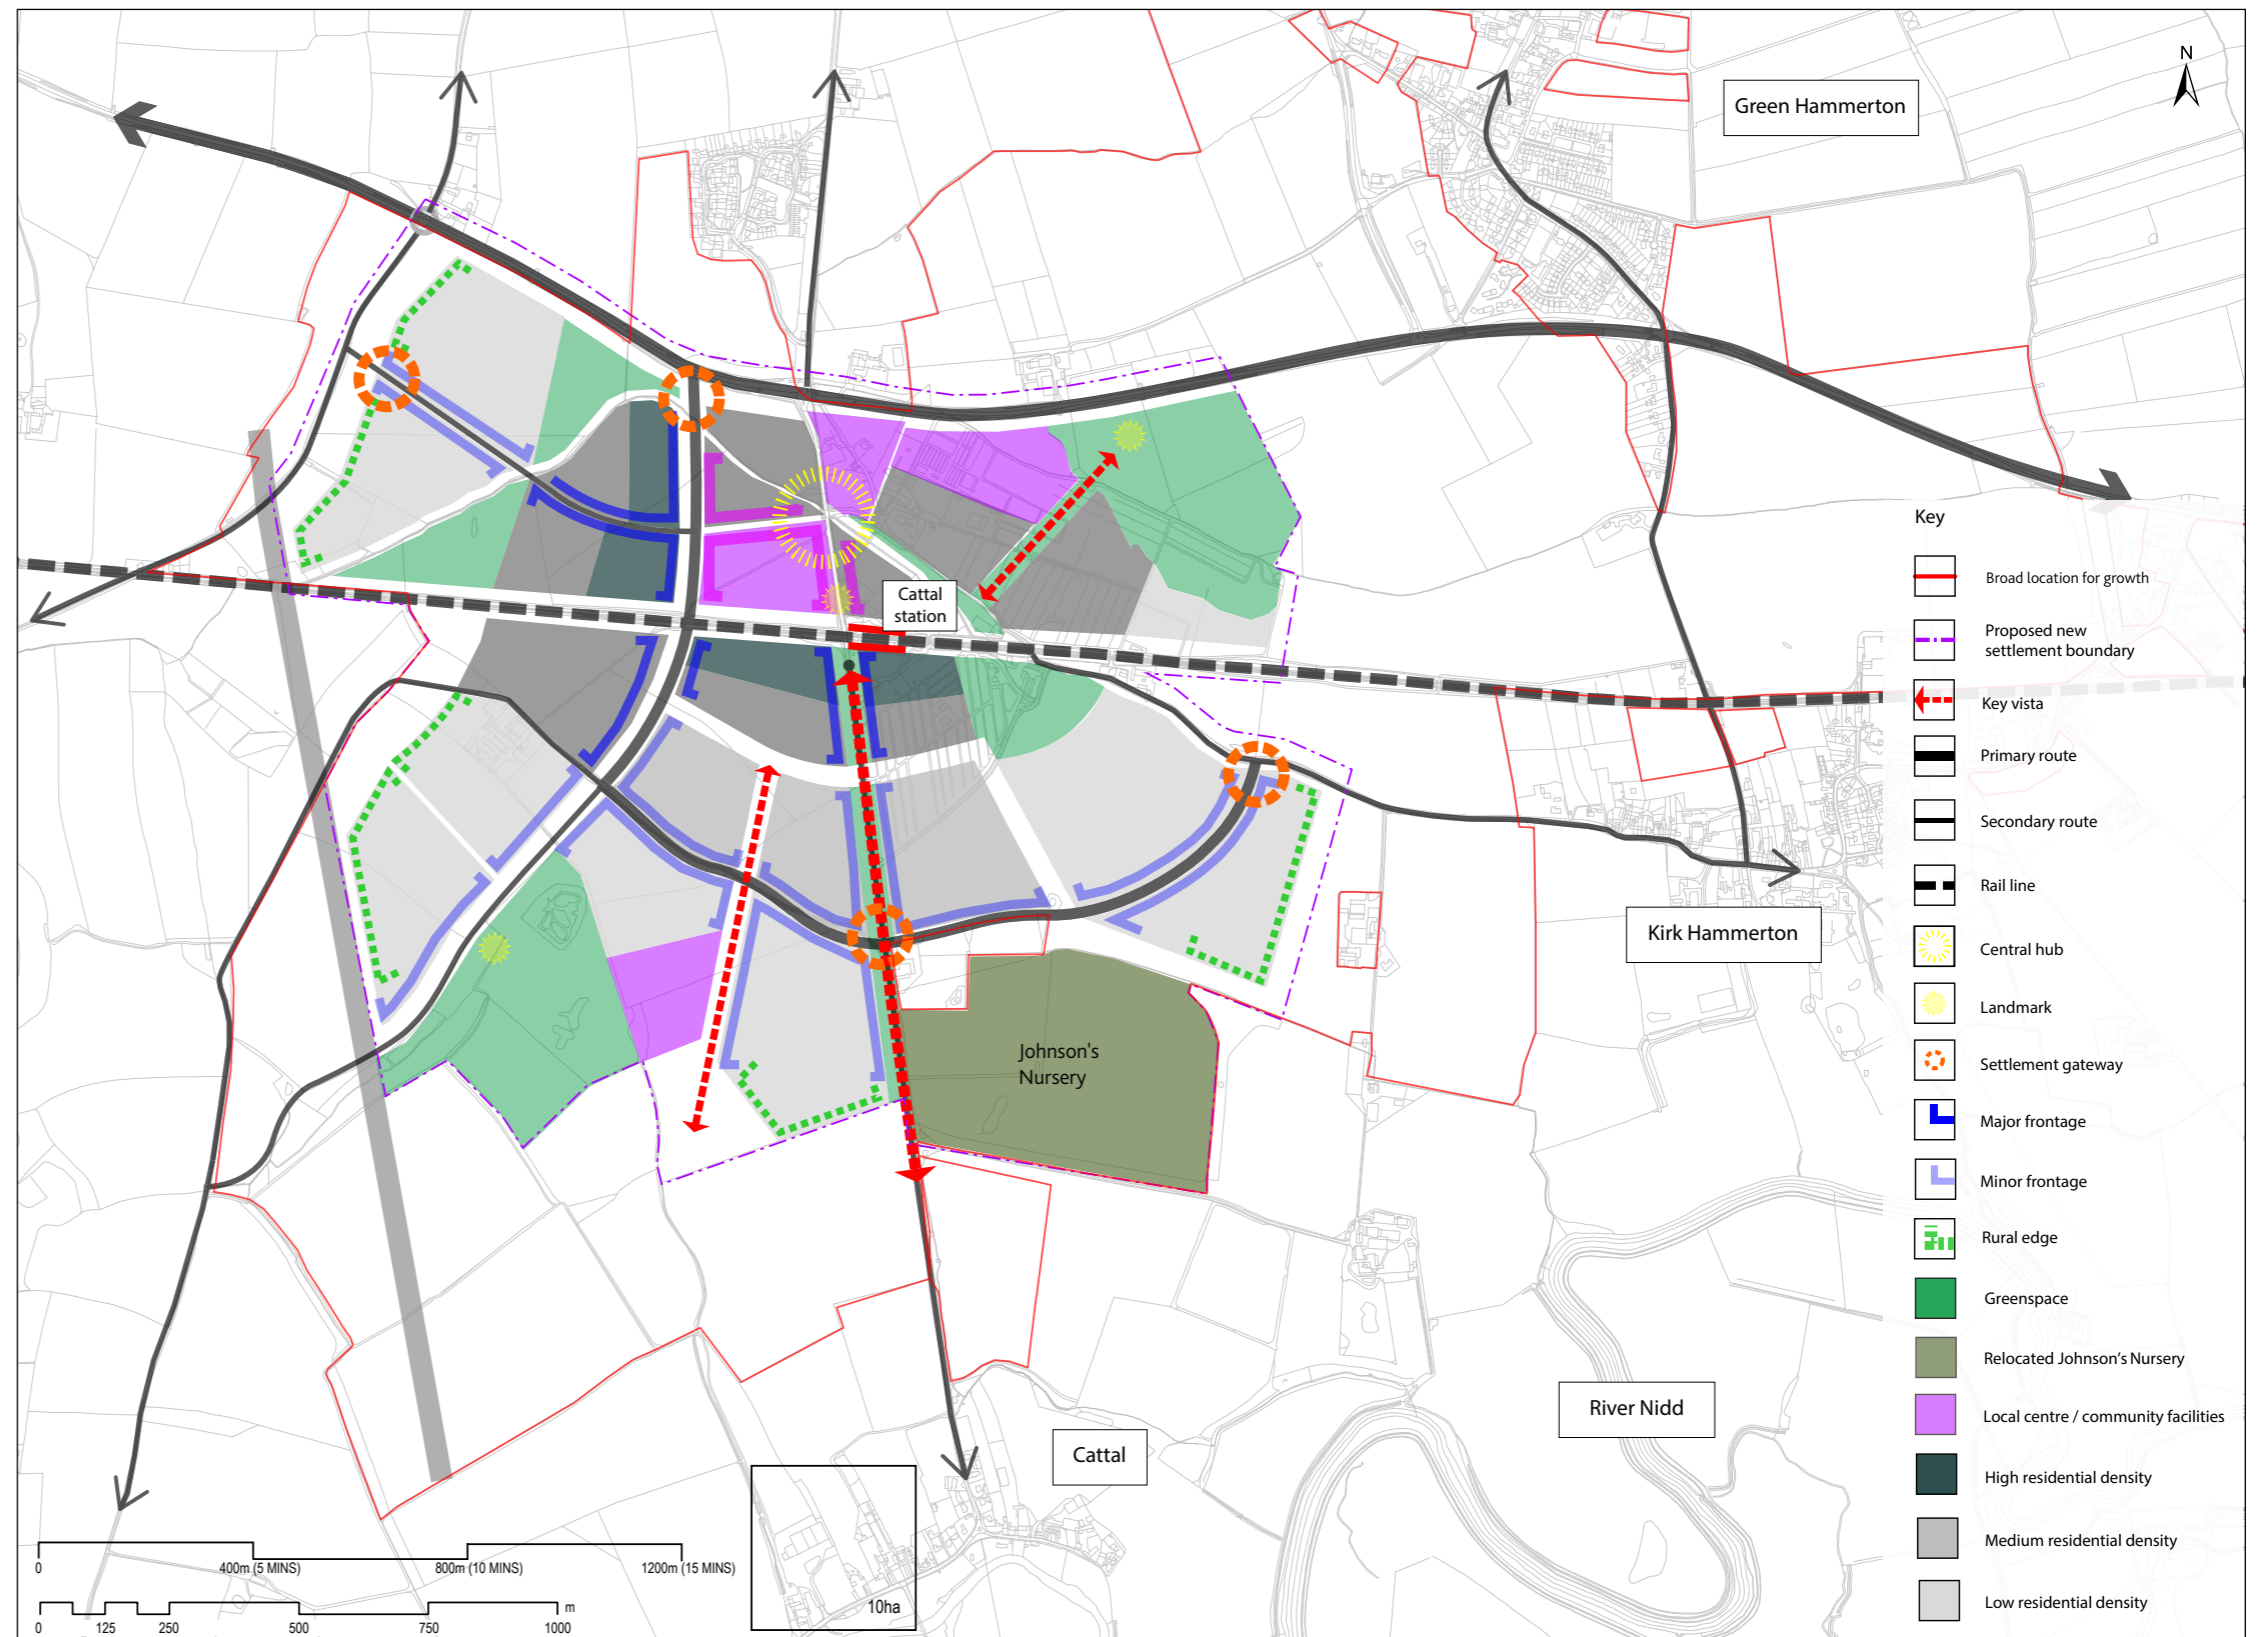 N
Green Hammerton
Cattal
station
Johnson's
Nursery
Kirk Hammerton
River Nidd
Cattal
Key
Broad location for growth
Proposed new
settlement boundary
Key vista
Primary route
Secondary route
Rail line
Central hub
Landmark
Settlement gateway
Major frontage
Minor frontage
Rural edge
Greenspace
Relocated Johnson's Nursery
Local centre / community facilities
High residential density
Medium residential density
Low residential density
0 400m (5 MINS) 800m (10 MINS) 1200m (15 MINS)
m
0 125 250 500 750 1000
10ha